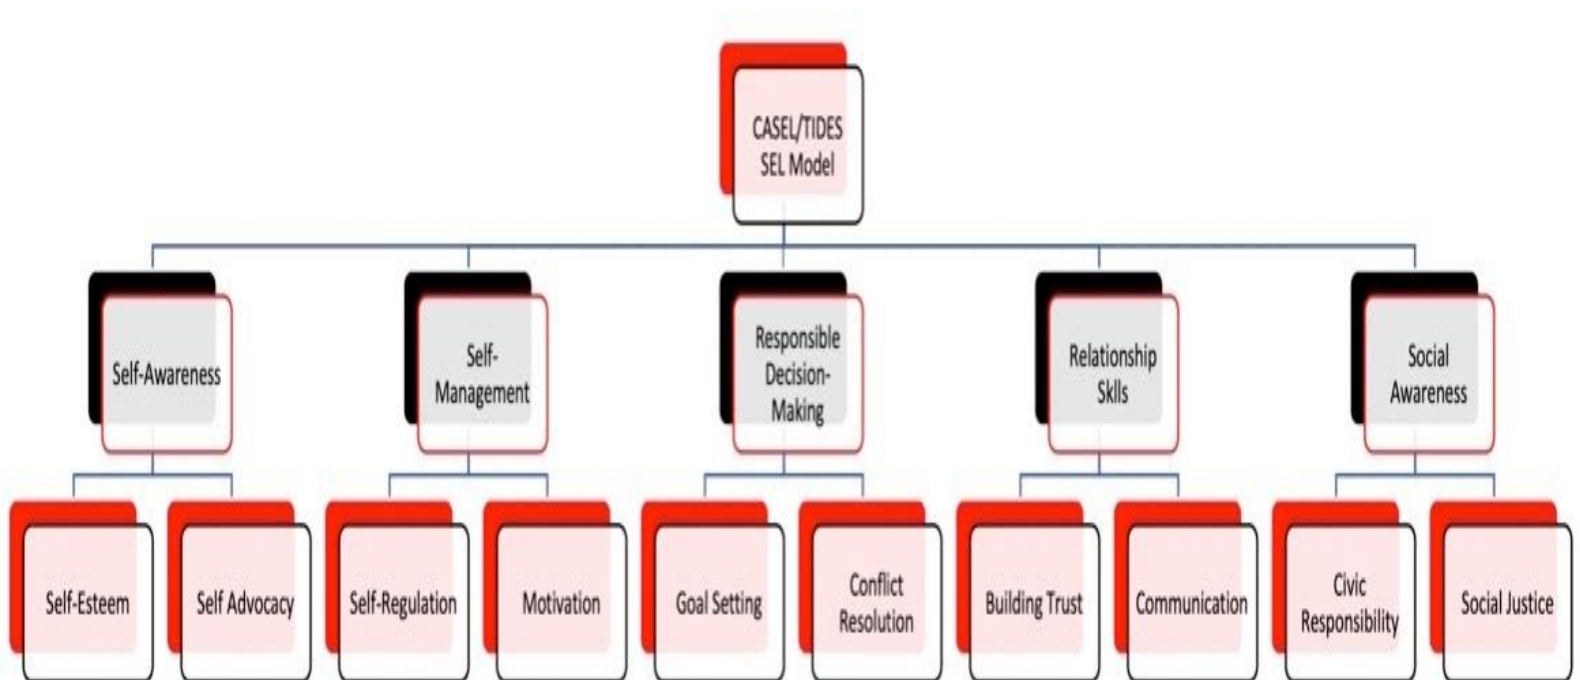 CASEL/TIDES
SEL Model
Self-Awareness
Self-
Management
Responsible
Decision-
Making
Relationship
Sklls
Social
Awareness
Self-Esteem
Self Advocacy
Self-Regulation
Motivation
Goal Setting
Conflict
Resolution
Building Trust
Communication
Civic
Responsibility
Social Justice